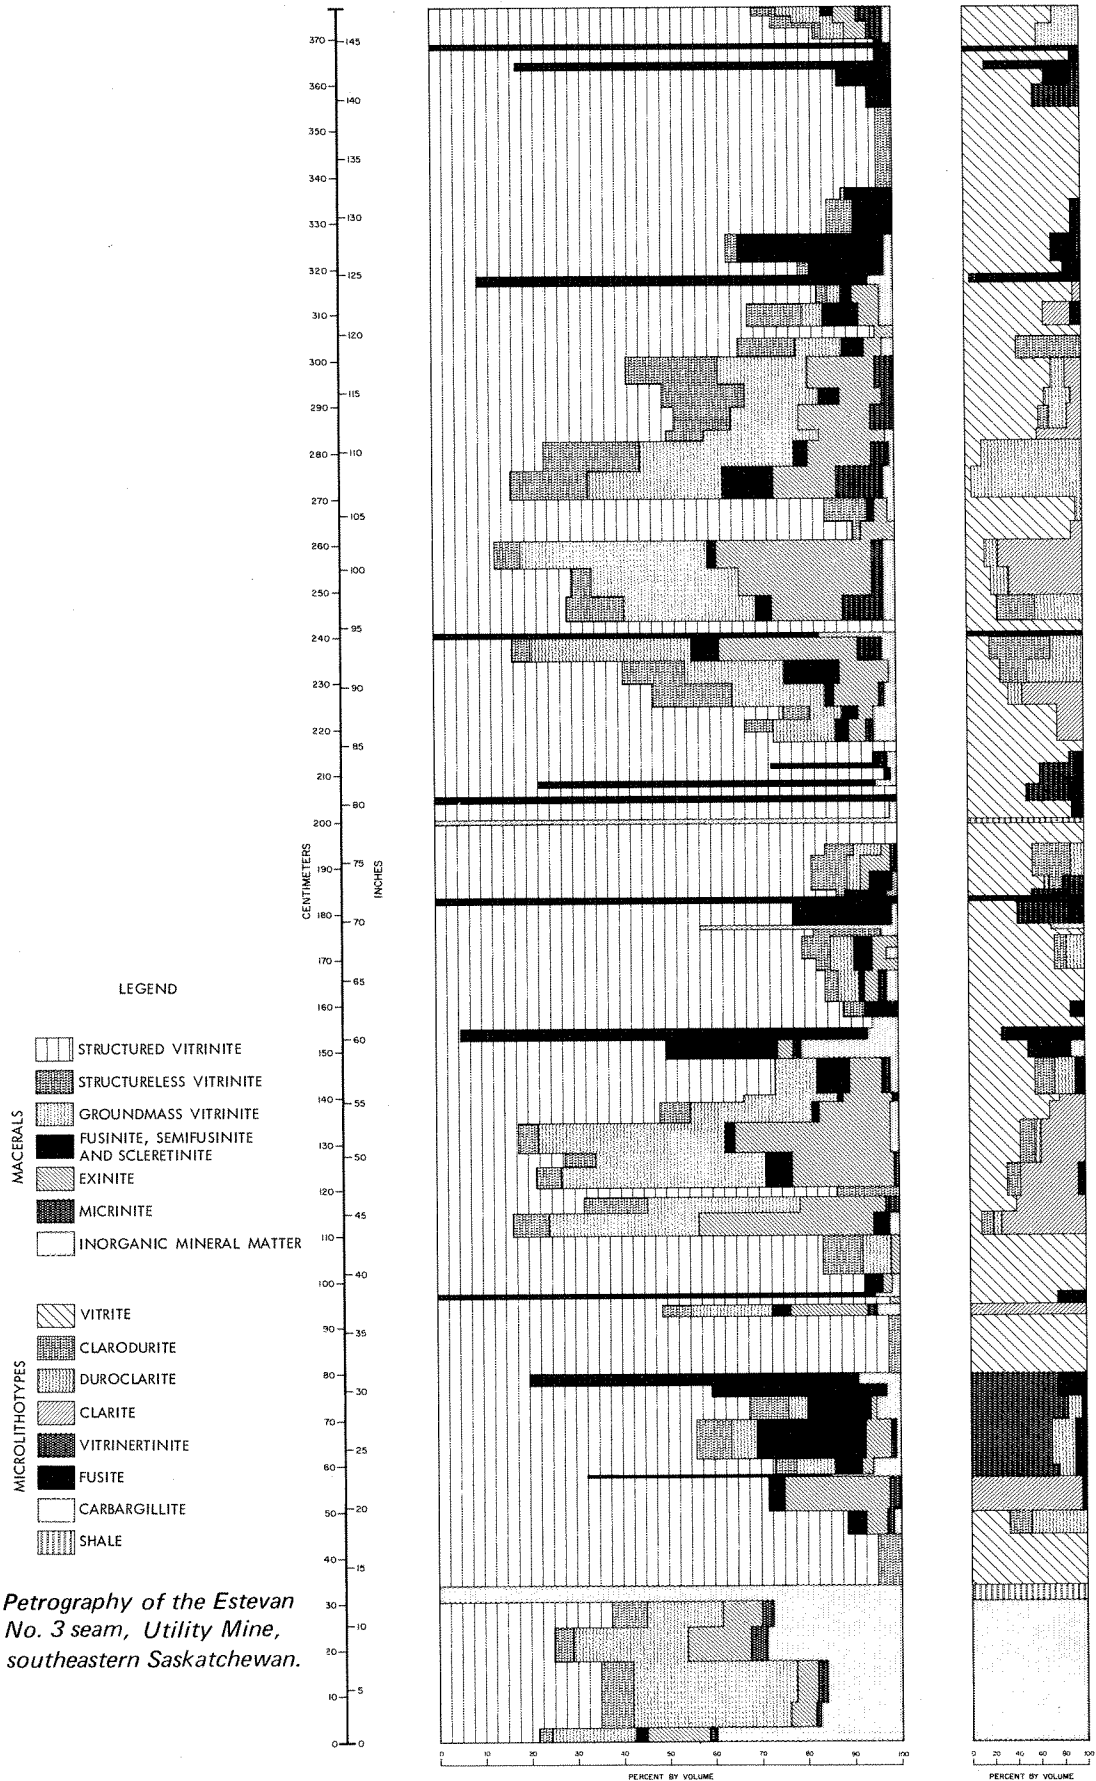 370
360
350
340
330
320
310
300
290
280
270
260
250
240
230
220
210
200
190
180
170
160
150
140
130
120
110
100
90
80
70
60
50
40
30
20
10
0
CENTIMETERS
145
140
135
130
125
120
115
110
105
100
95
90
85
80
75
70
65
60
55
50
45
40
35
30
25
20
15
10
5
0
INCHES
LEGEND
MACERALS
STRUCTURED VITRINITE
STRUCTURELESS VITRINITE
GROUNDMASS VITRINITE
FUSINITE, SEMIFUSINITE
AND SCLERETINITE
EXINITE
MICRINITE
INORGANIC MINERAL MATTER
MICROLITHOTYPES
VITRITE
CLARODURITE
DUROCLARITE
CLARITE
VITRINERTINITE
FUSITE
CARBARGILLITE
SHALE
Petrography of the Estevan
No. 3 seam, Utility Mine,
southeastern Saskatchewan.
0 10 20 30 40 50 60 70 80 90 100
PERCENT BY VOLUME
0 20 40 60 80 100
PERCENT BY VOLUME